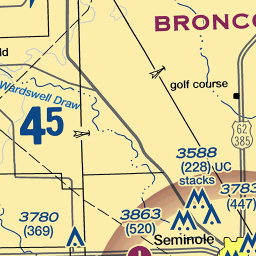 BRONCO
ld
golf course
Wardswell Draw
45
62
385
3588
(228) UC
stacks
3783
(447)
3780
(369)
3863
(520)
Seminole